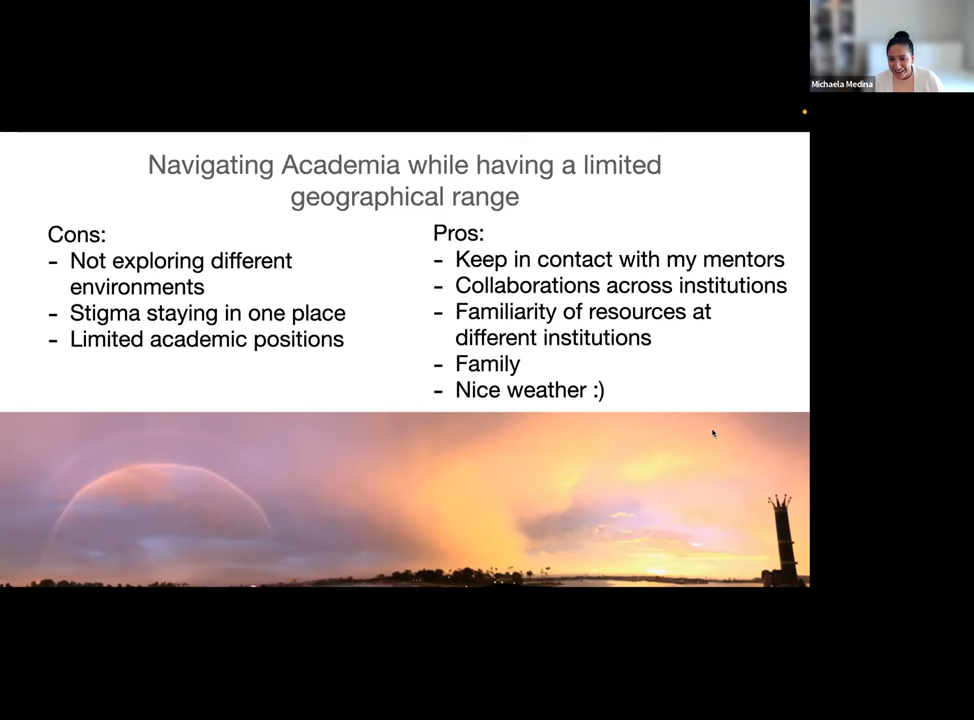 Michaela Medina
Navigating Academia while having a limited
geographical range
Cons:
- Not exploring different
environments
- Stigma staying in one place
- Limited academic positions
Pros:
- Keep in contact with my mentors
- Collaborations across institutions
- Familiarity of resources at
different institutions
- Family
- Nice weather :)